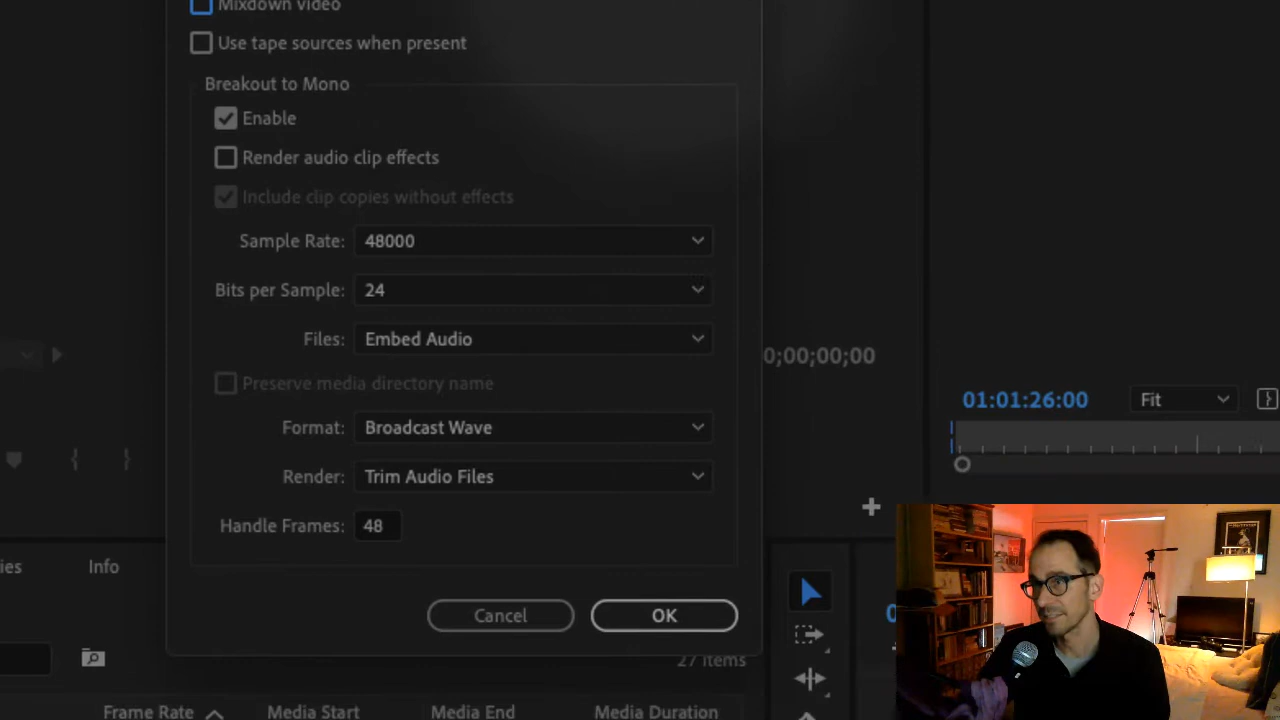 Mixdown video
Use tape sources when present
Breakout to Mono
Enable
Render audio clip effects
Include clip copies without effects
Sample Rate: 48000
Bits per Sample: 24
Files: Embed Audio
Preserve media directory name
0;00;00;00
Format: Broadcast Wave
01:01:26:00 Fit
Render: Trim Audio Files
Handle Frames: 48
ies Info
Cancel OK
27 items
Frame Rate Media Start Media End Media Duration